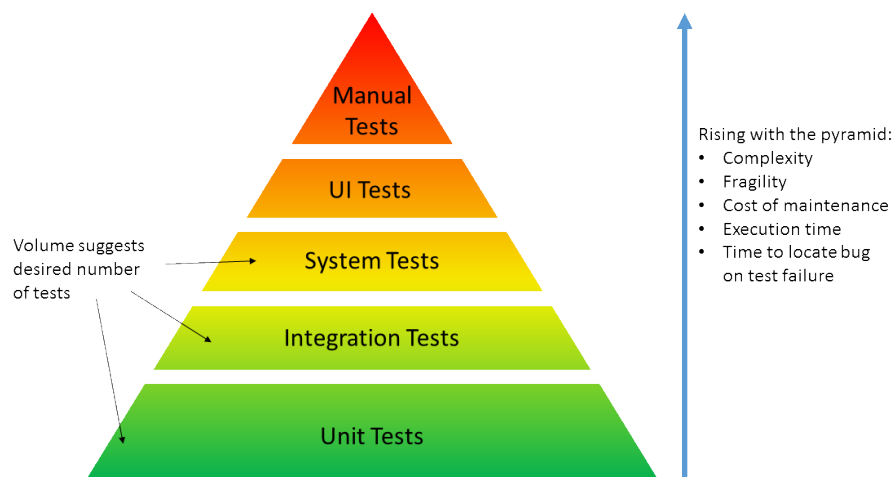 Manual
Tests
UI Tests
System Tests
Integration Tests
Unit Tests
Volume suggests
desired number
of tests
Rising with the pyramid:
• Complexity
• Fragility
• Cost of maintenance
• Execution time
• Time to locate bug
on test failure